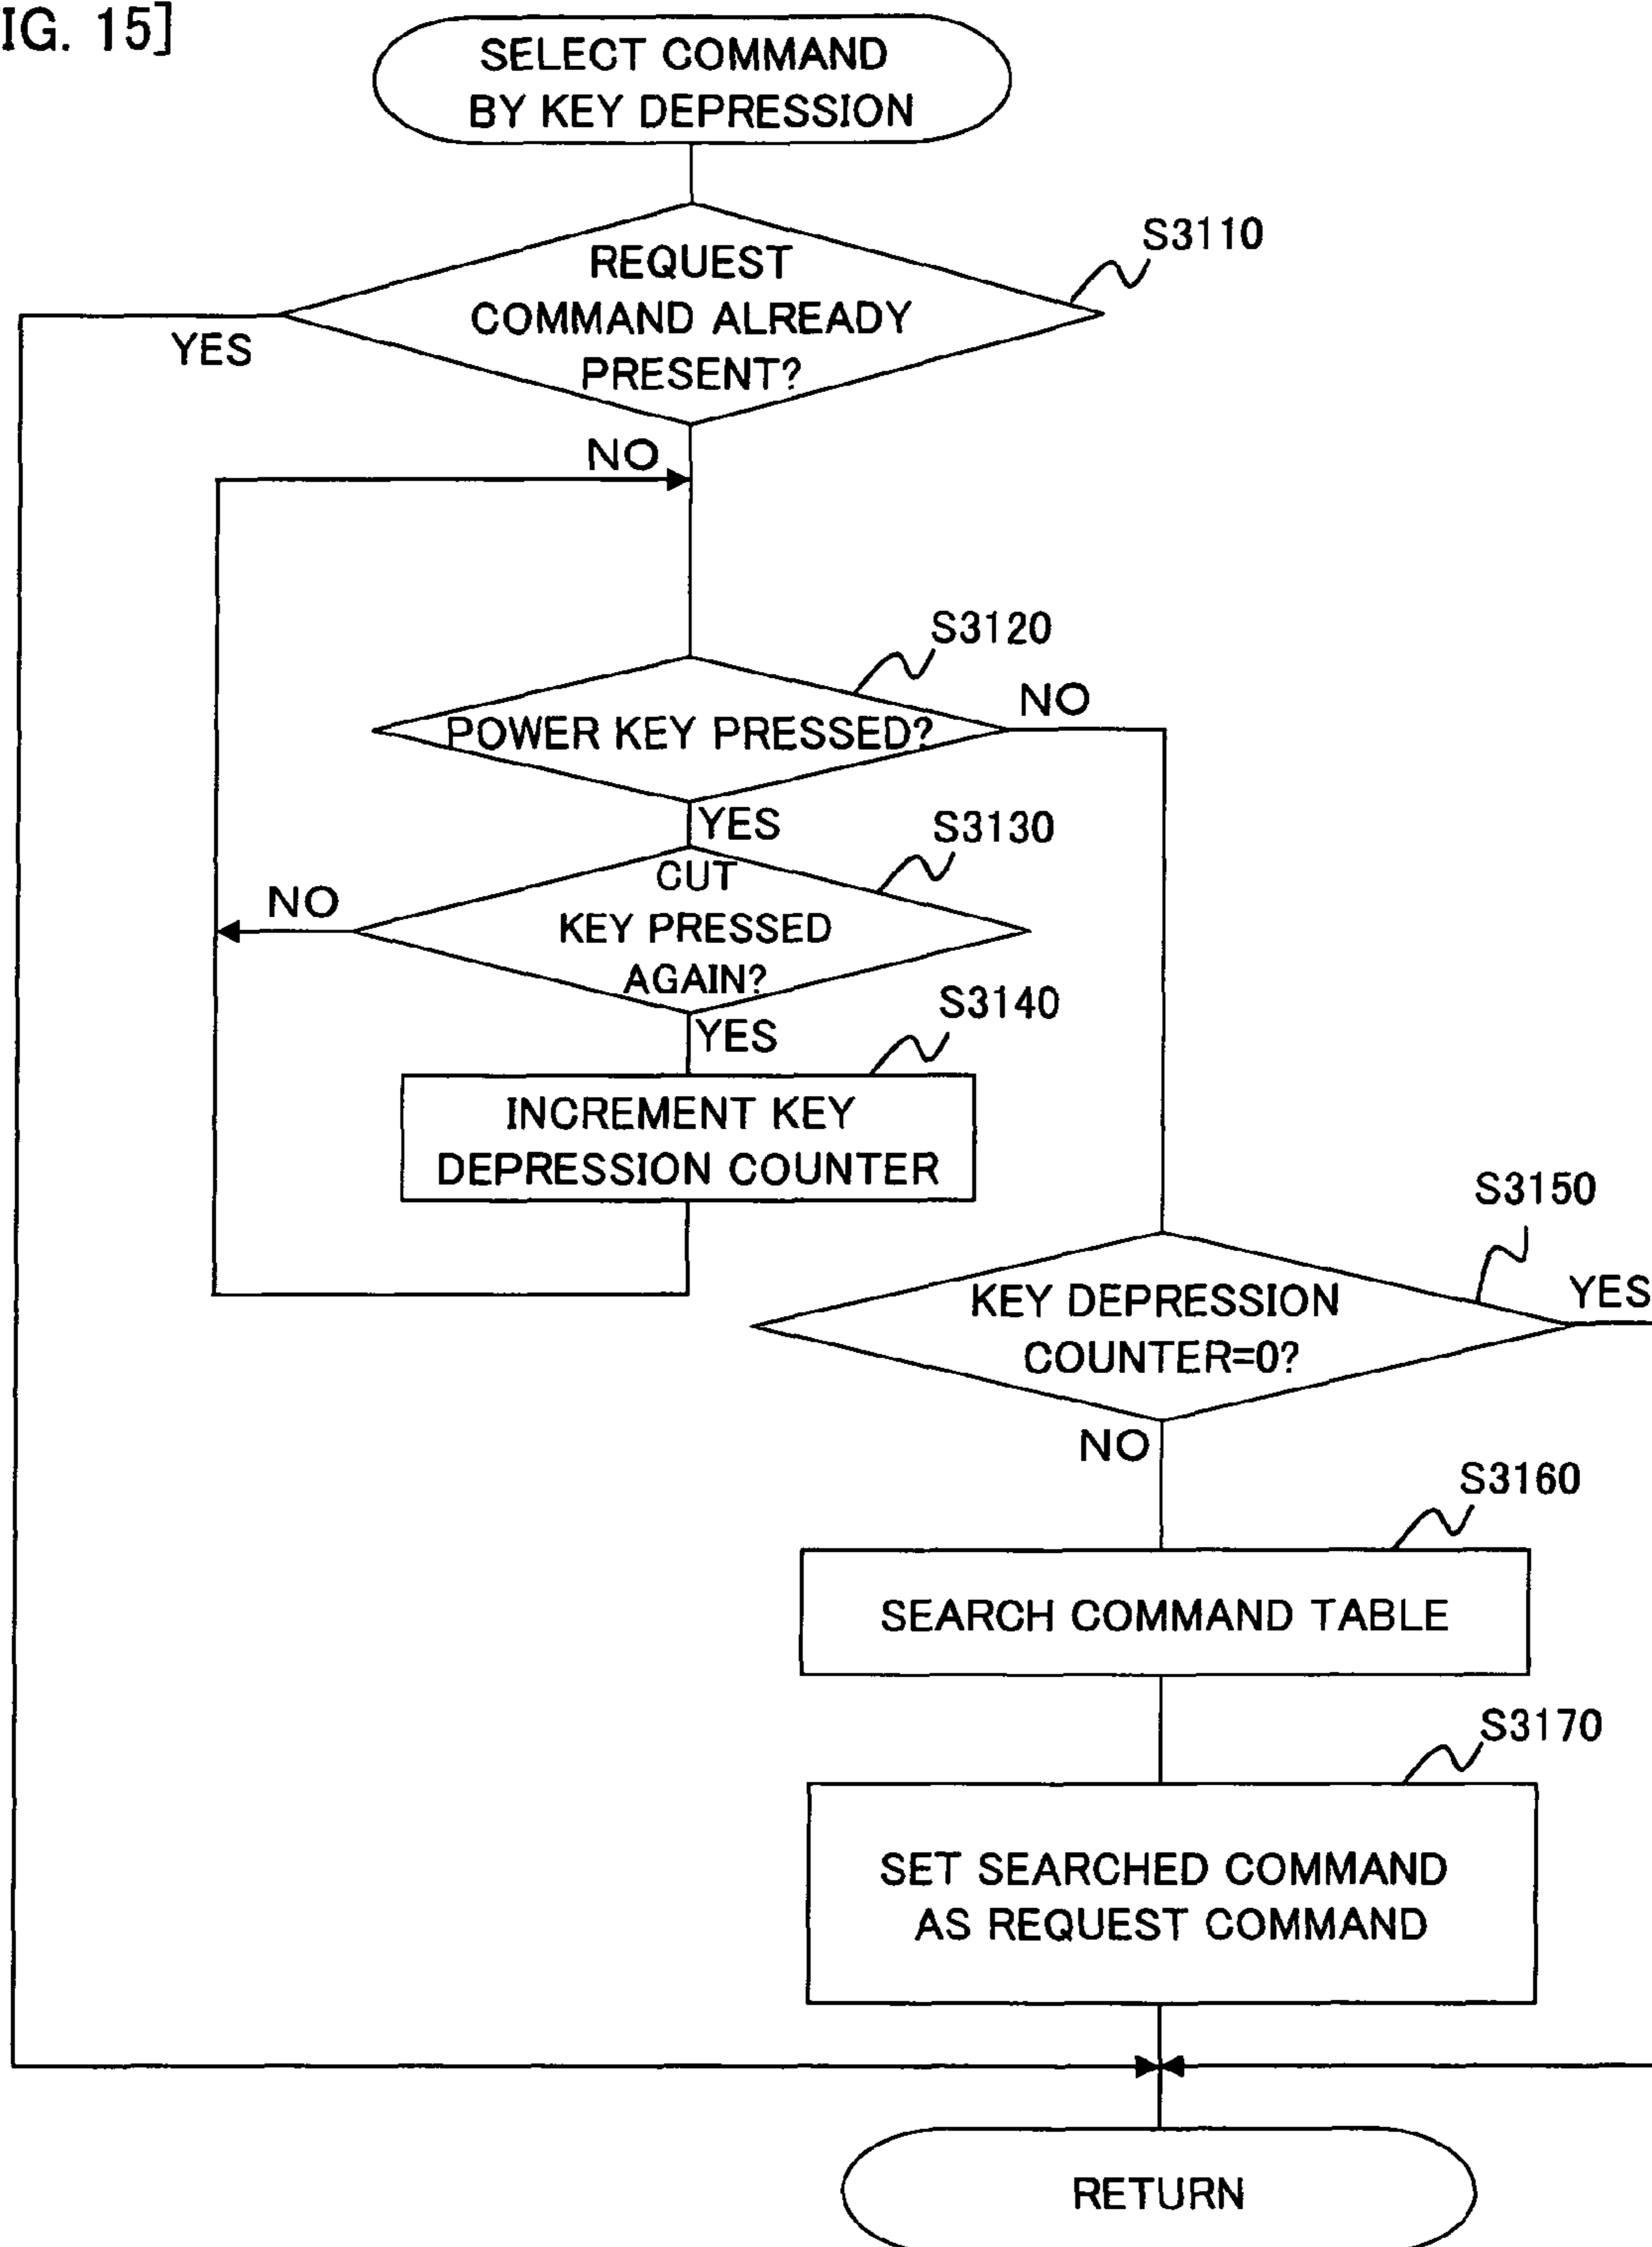 IG. 15]
SELECT COMMAND
BY KEY DEPRESSION
S3110
REQUEST
COMMAND ALREADY
PRESENT?
YES
NO
S3120
POWER KEY PRESSED?
NO
YES
S3130
CUT
KEY PRESSED
AGAIN?
NO
YES
S3140
INCREMENT KEY
DEPRESSION COUNTER
S3150
KEY DEPRESSION
COUNTER=0?
YES
NO
S3160
SEARCH COMMAND TABLE
S3170
SET SEARCHED COMMAND
AS REQUEST COMMAND
RETURN